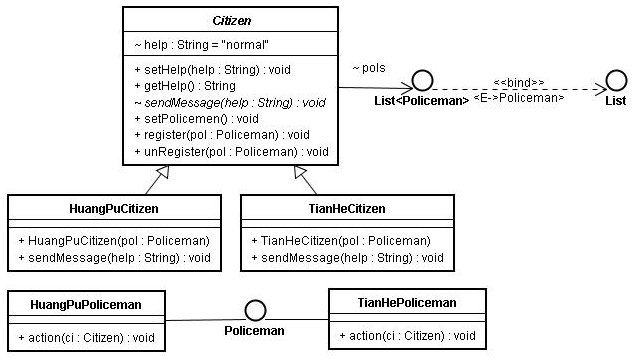 Citizen
~ help : String = "normal"
+ setHelp(help : String) : void
+ getHelp() : String
~ sendMessage(help : String) : void
+ setPolicemen() : void
+ register(pol : Policeman) : void
+ unRegister(pol : Policeman) : void
~ pols
List<Policeman>
<<bind>>
<E->Policeman>
List
HuangPuCitizen
+ HuangPuCitizen(pol : Policeman)
+ sendMessage(help : String) : void
TianHeCitizen
+ TianHeCitizen(pol : Policeman)
+ sendMessage(help : String) : void
HuangPuPoliceman
+ action(ci : Citizen) : void
Policeman
TianHePoliceman
+ action(ci : Citizen) : void